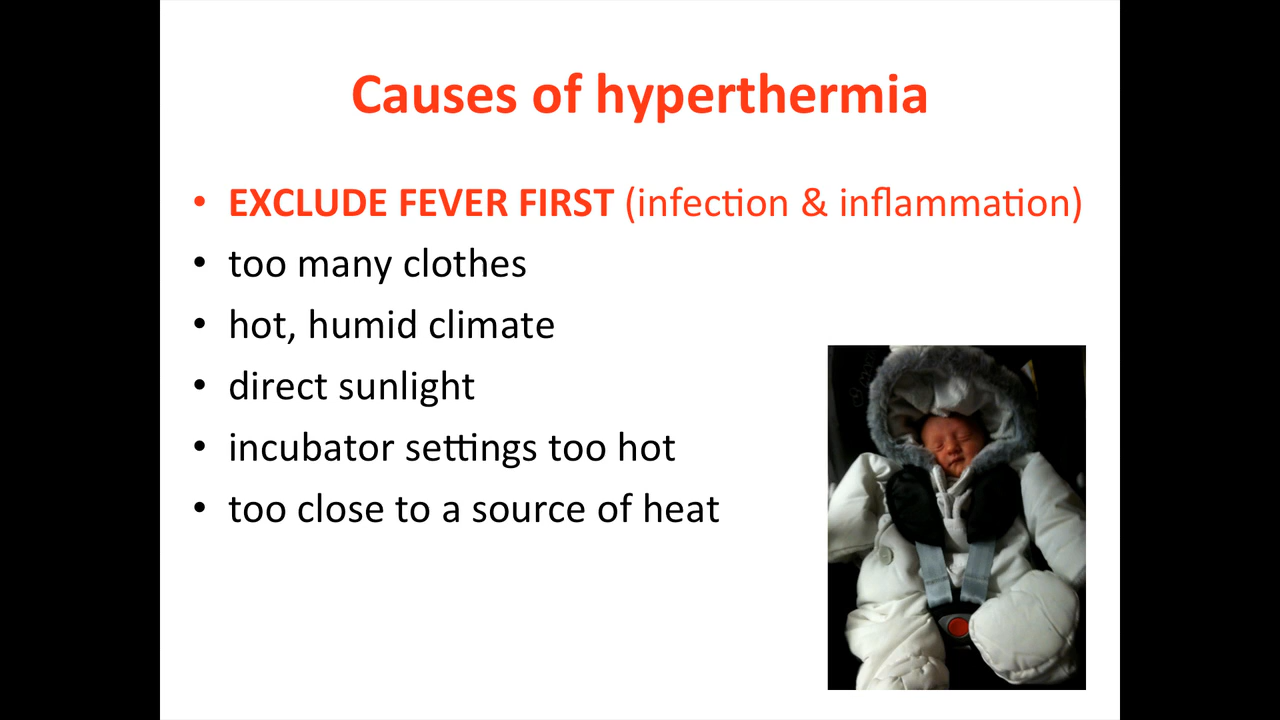 Causes of hyperthermia
• EXCLUDE FEVER FIRST (infection & inflammation)
• too many clothes
• hot, humid climate
• direct sunlight
• incubator settings too hot
• too close to a source of heat